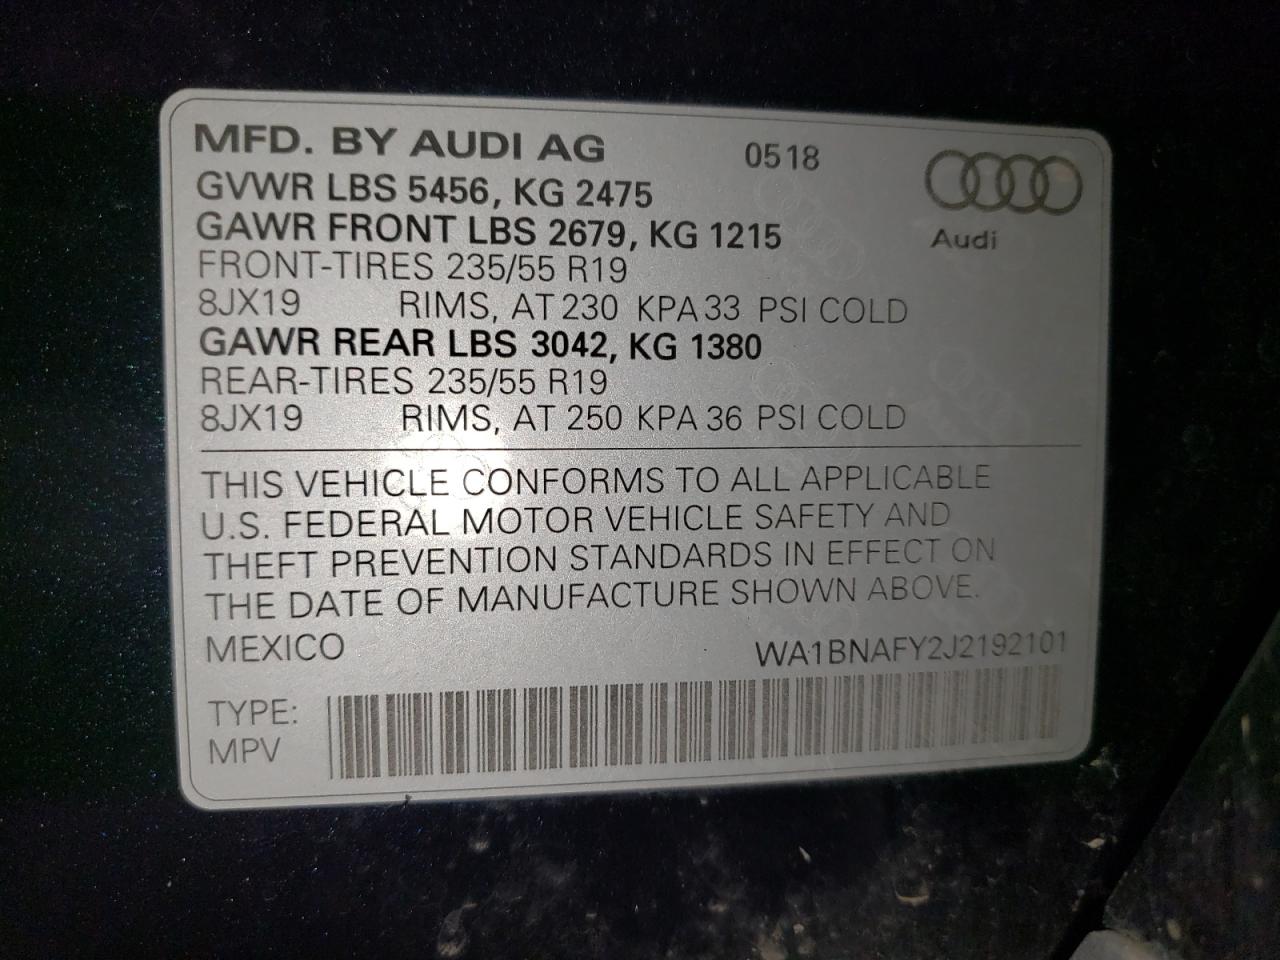 MFD. BY AUDI AG 0518
GVWR LBS 5456, KG 2475
GAWR FRONT LBS 2679, KG 1215
Audi
FRONT-TIRES 235/55 R19
8JX19 RIMS, AT 230 KPA 33 PSI COLD
GAWR REAR LBS 3042, KG 1380
REAR-TIRES 235/55 R19
8JX19 RIMS, AT 250 KPA 36 PSI COLD
THIS VEHICLE CONFORMS TO ALL APPLICABLE
U.S. FEDERAL MOTOR VEHICLE SAFETY AND
THEFT PREVENTION STANDARDS IN EFFECT ON
THE DATE OF MANUFACTURE SHOWN ABOVE.
MEXICO WA1BNAFY2J2192101
TYPE:
MPV